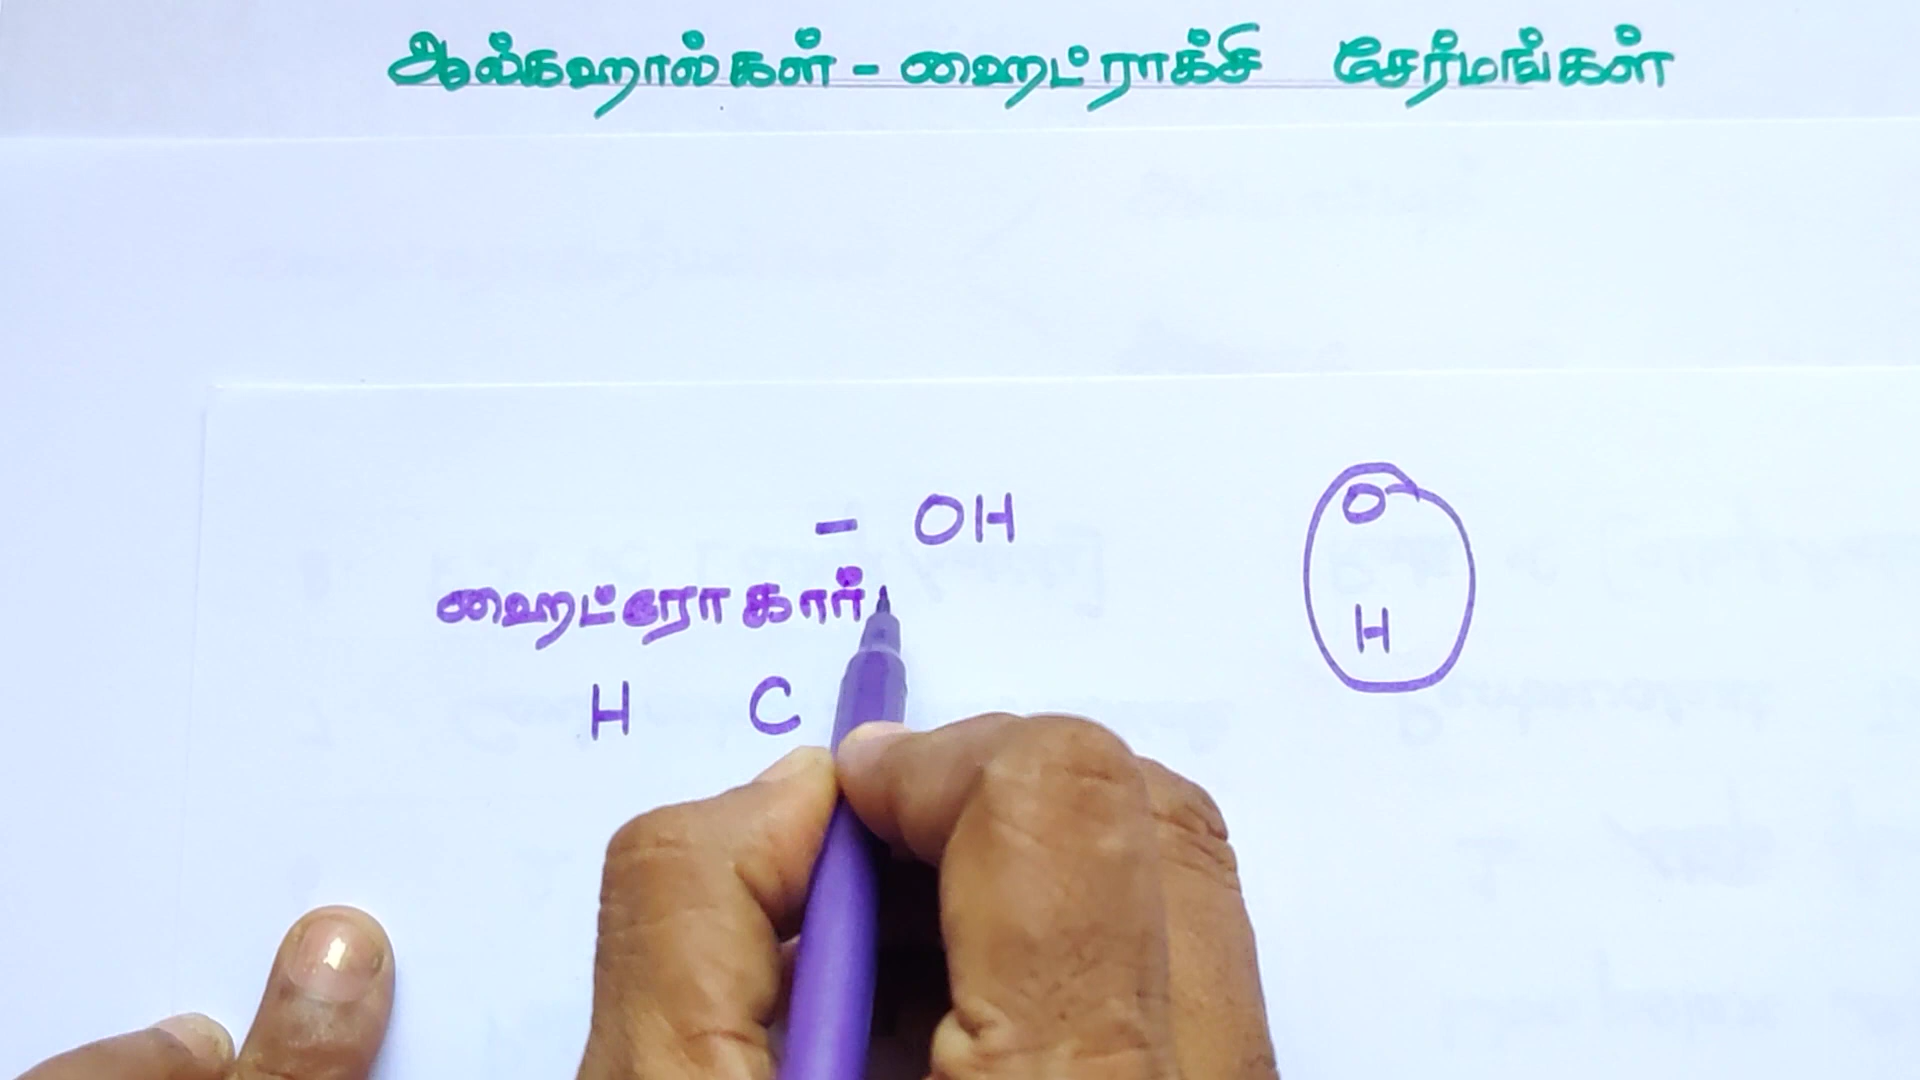 ஆல்கஹால்கள் - ஹைட்ராக்சி சேர்மங்கள்
- OH
O
H
ஹைட்ரோகார்
H C